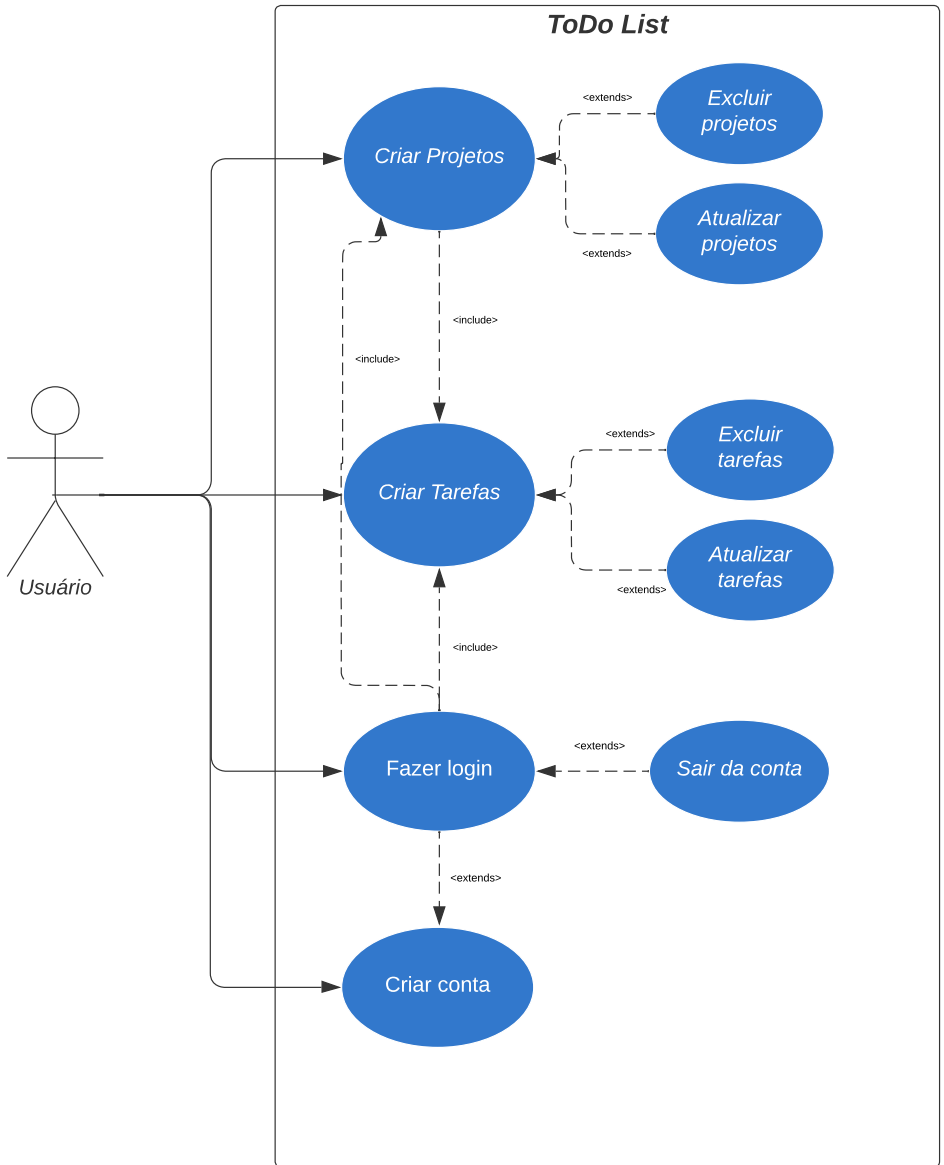 ToDo List
<extends>
Excluir
projetos
Criar Projetos
Atualizar
projetos
<extends>
<include>
<include>
<extends>
Excluir
tarefas
Criar Tarefas
Atualizar
tarefas
<extends>
Usuário
<include>
<extends>
Fazer login
Sair da conta
<extends>
Criar conta